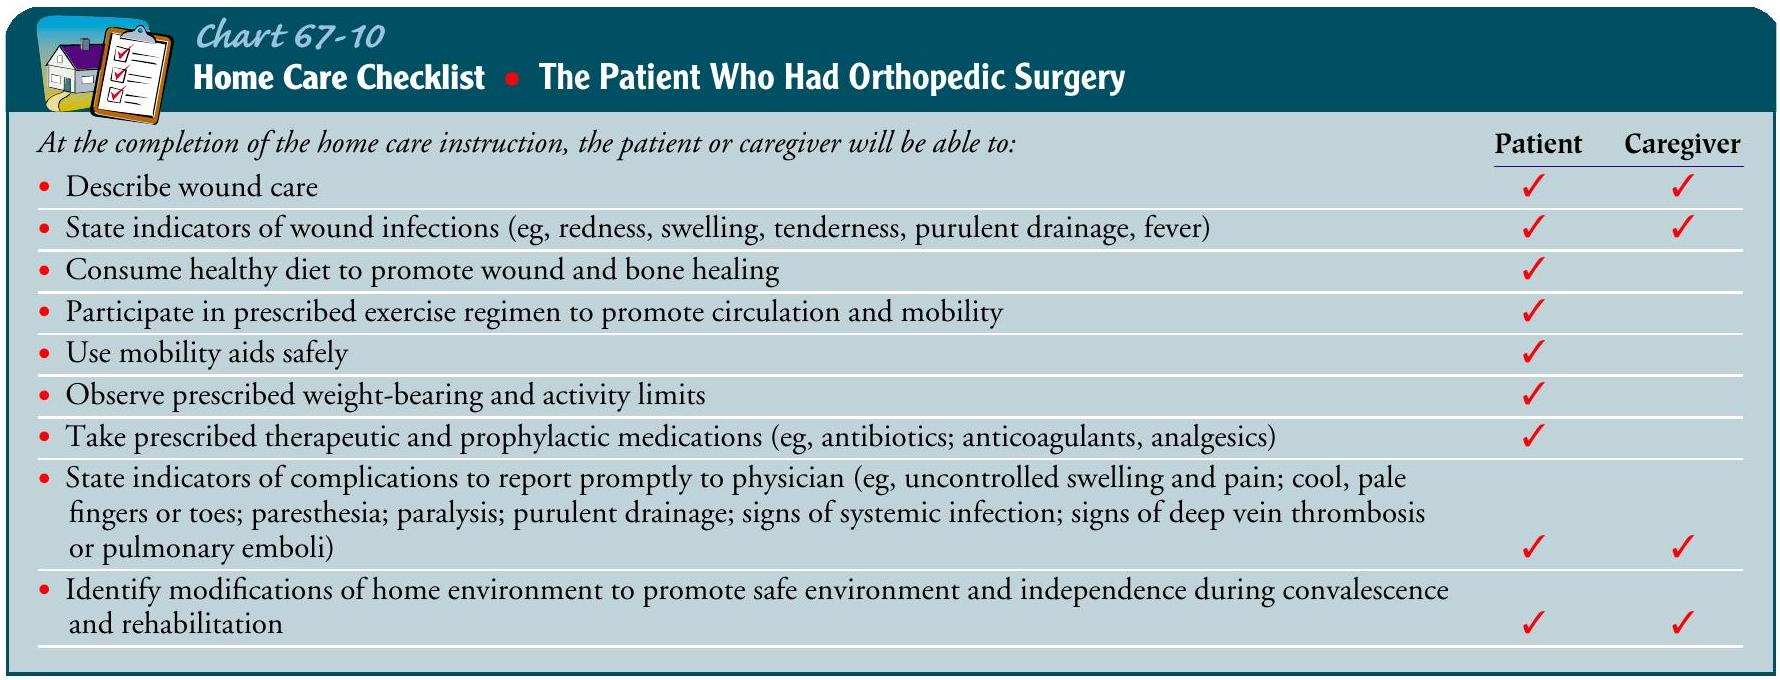 Chart 67-10
Home Care Checklist • The Patient Who Had Orthopedic Surgery
At the completion of the home care instruction, the patient or caregiver will be able to: Patient Caregiver
• Describe wound care ✓ ✓
• State indicators of wound infections (eg, redness, swelling, tenderness, purulent drainage, fever) ✓ ✓
• Consume healthy diet to promote wound and bone healing ✓
• Participate in prescribed exercise regimen to promote circulation and mobility ✓
• Use mobility aids safely ✓
• Observe prescribed weight-bearing and activity limits ✓
• Take prescribed therapeutic and prophylactic medications (eg, antibiotics; anticoagulants, analgesics) ✓
• State indicators of complications to report promptly to physician (eg, uncontrolled swelling and pain; cool, pale
fingers or toes; paresthesia; paralysis; purulent drainage; signs of systemic infection; signs of deep vein thrombosis
or pulmonary emboli) ✓ ✓
• Identify modifications of home environment to promote safe environment and independence during convalescence
and rehabilitation ✓ ✓